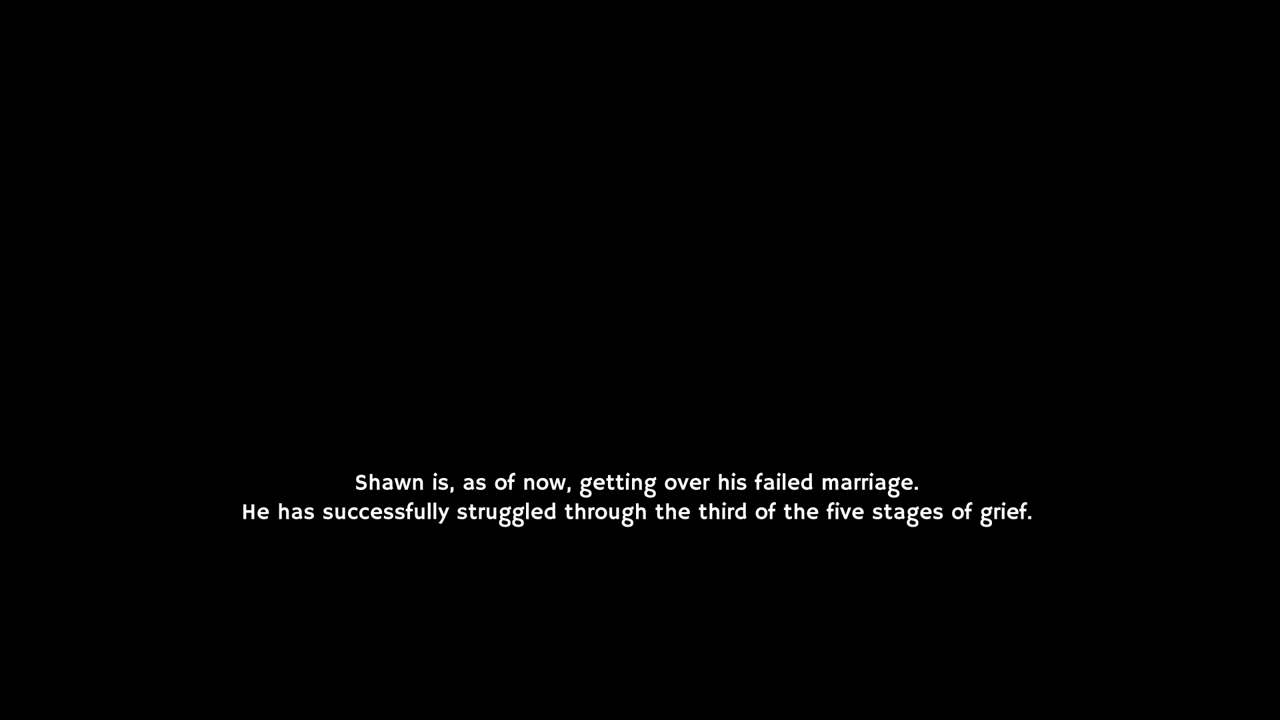 Shawn is, as of now, getting over his failed marriage.
He has successfully struggled through the third of the five stages of grief.